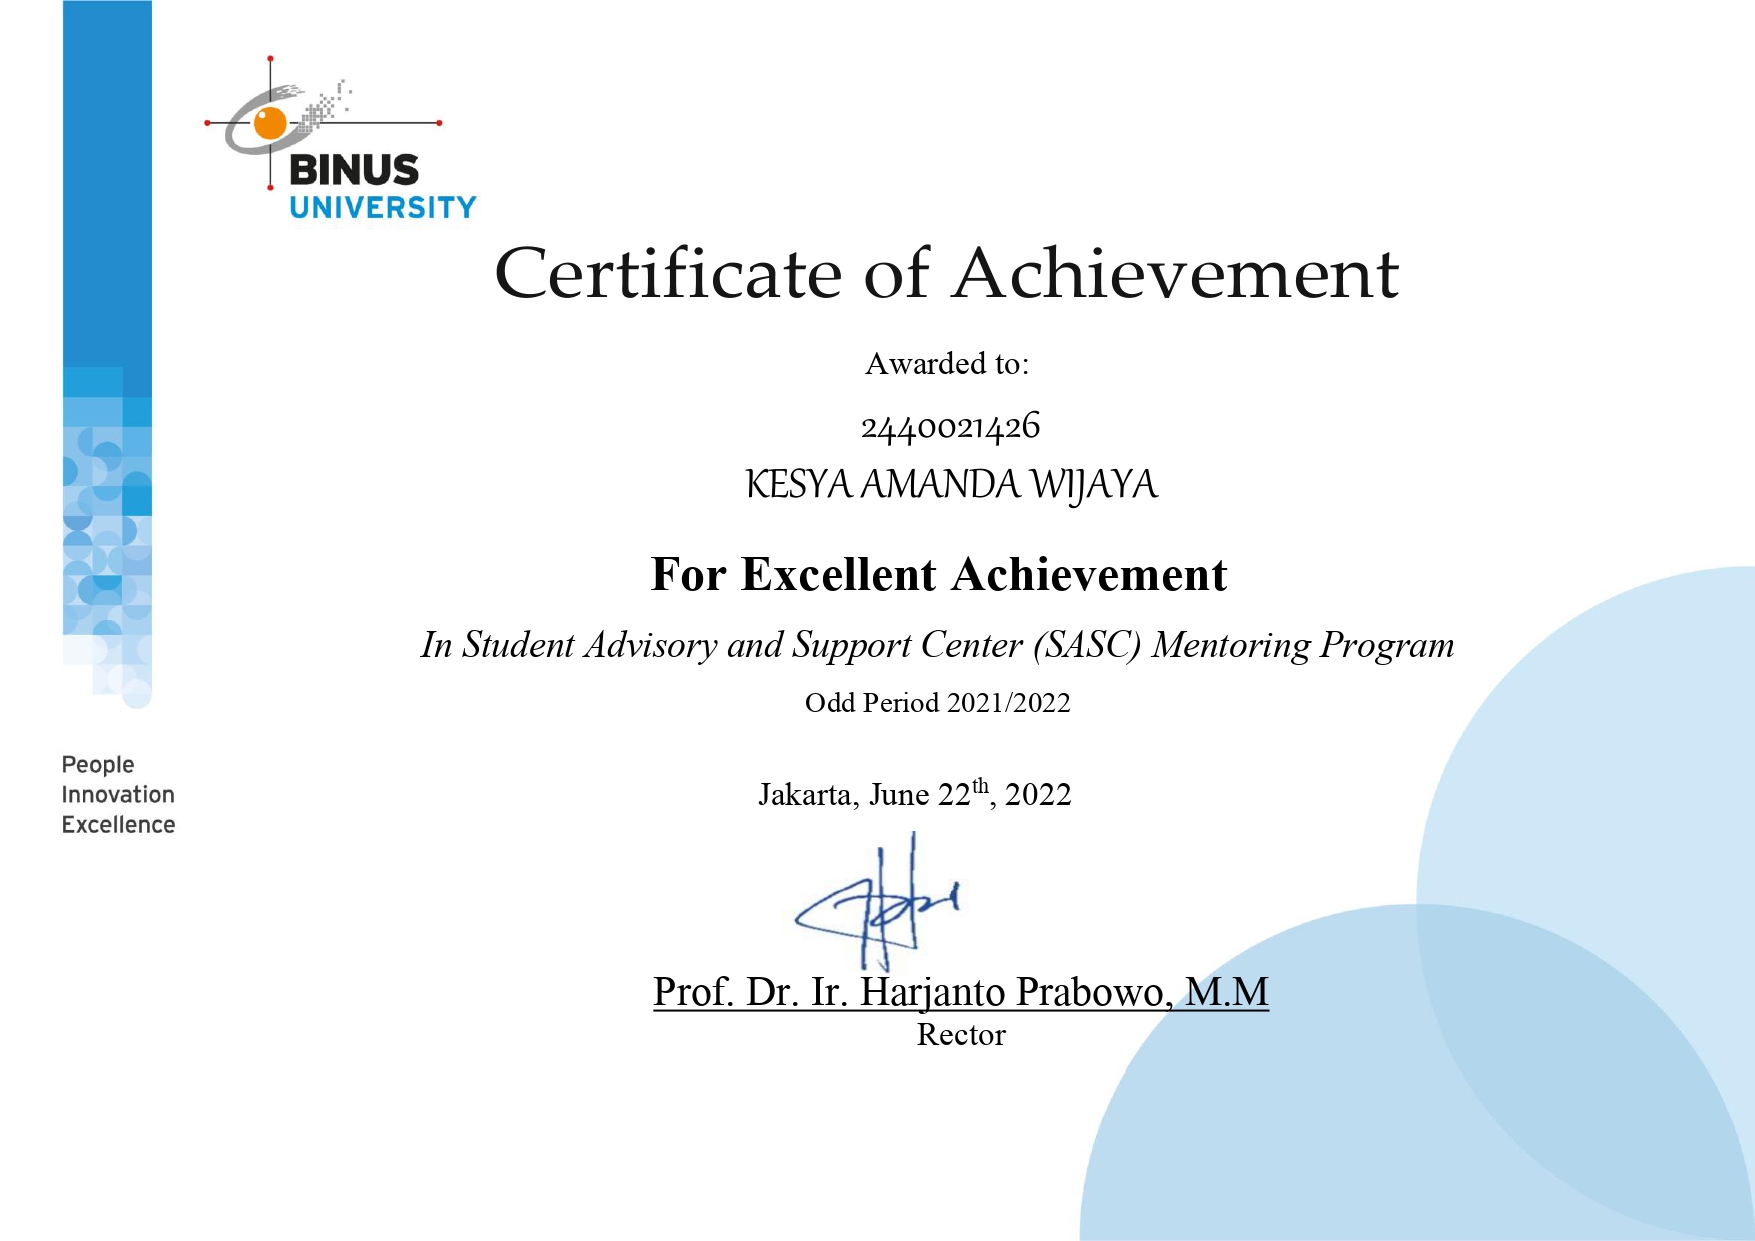 BINUS
UNIVERSITY
Certificate of Achievement
Awarded to:
2440021426
KESYA AMANDA WIJAYA
For Excellent Achievement
In Student Advisory and Support Center (SASC) Mentoring Program
Odd Period 2021/2022
People
Innovation
Excellence
Jakarta, June 22th, 2022
Prof. Dr. Ir. Harjanto Prabowo, M.M
Rector